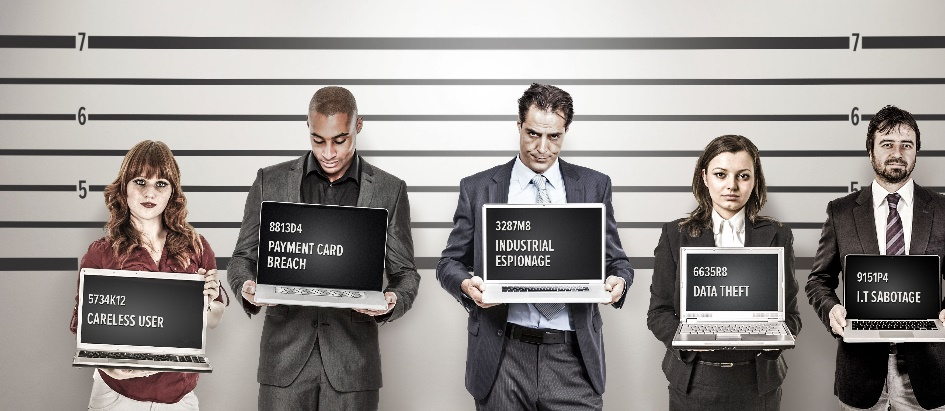 7
7
6
6
5
5
5734K12
CARELESS USER
8813D4
PAYMENT CARD
BREACH
3287M8
INDUSTRIAL
ESPIONAGE
6635R8
DATA THEFT
9151P4
I.T SABOTAGE